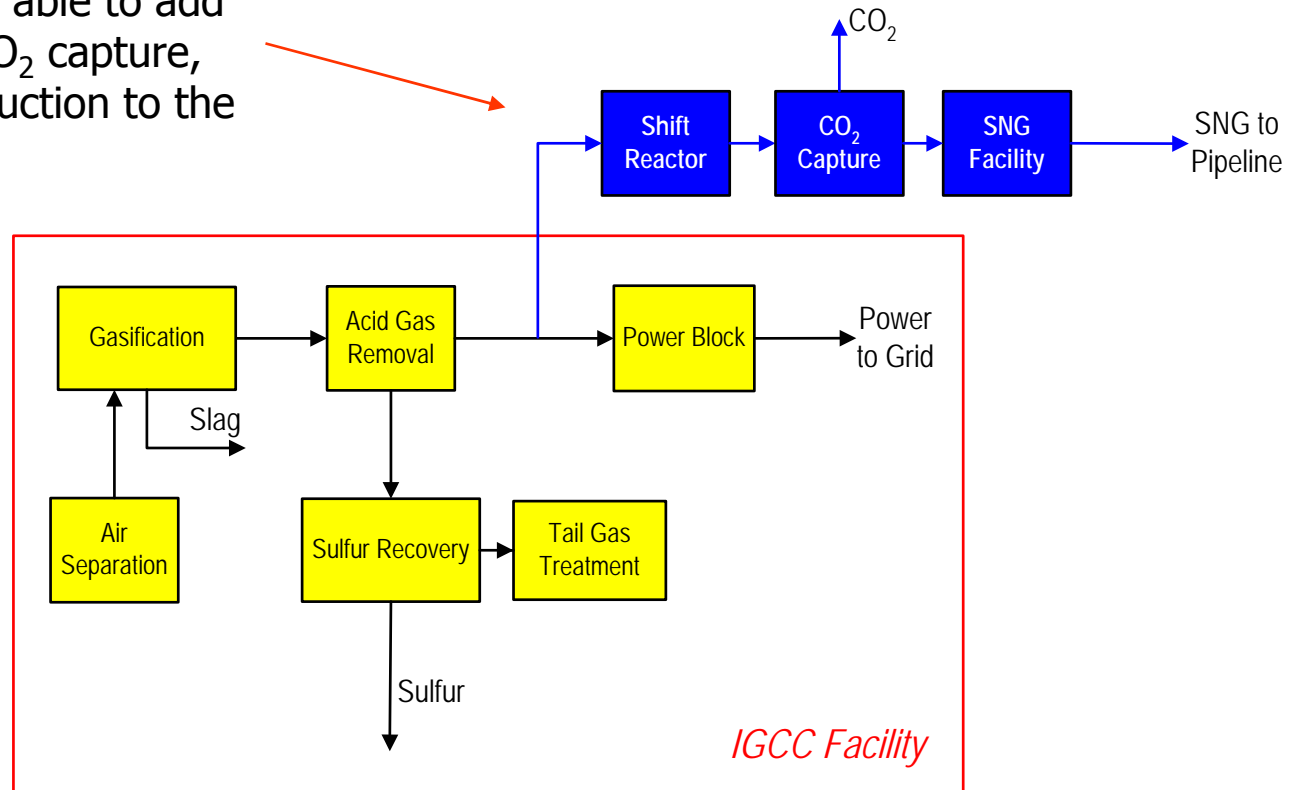 able to add
O₂ capture,
uction to the
CO₂
Shift
Reactor
CO₂
Capture
SNG
Facility
SNG to
Pipeline
Gasification
Acid Gas
Removal
Power Block
Power
to Grid
Slag
Air
Separation
Sulfur Recovery
Tail Gas
Treatment
Sulfur
IGCC Facility